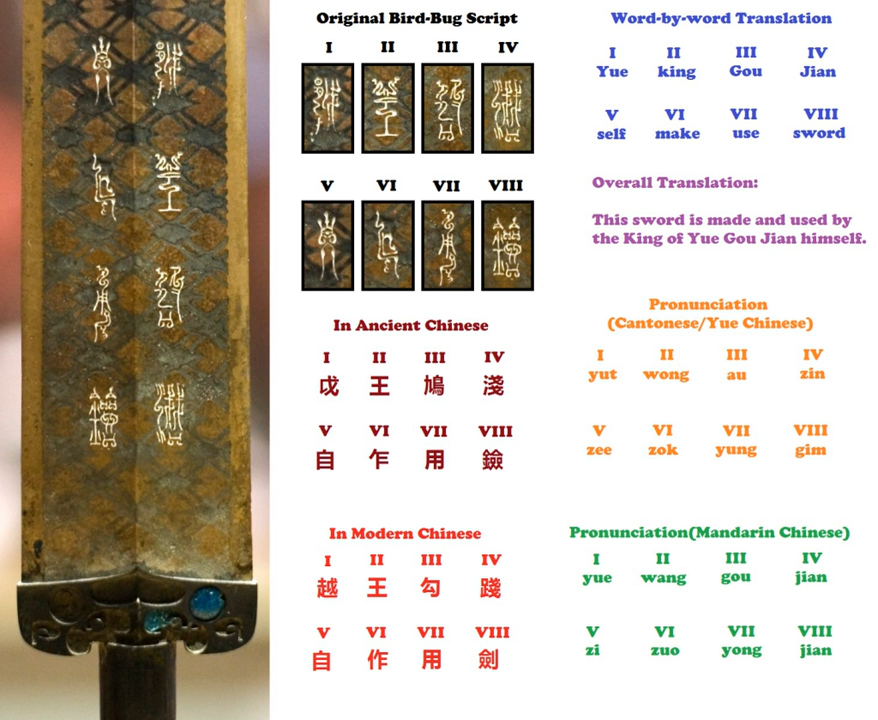 Original Bird-Bug Script
I II III IV
V VI VII VIII
In Ancient Chinese
I II III IV
戉 王 鳩 淺
V VI VII VIII
自 乍 用 鐱
In Modern Chinese
I II III IV
越 王 勾 踐
V VI VII VIII
自 作 用 劍
Word-by-word Translation
I II III IV
Yue king Gou Jian
V VI VII VIII
self make use sword
Overall Translation:
This sword is made and used by
the King of Yue Gou Jian himself.
Pronunciation
(Cantonese/Yue Chinese)
I II III IV
yut wong au zin
V VI VII VIII
zee zok yung gim
Pronunciation(Mandarin Chinese)
I II III IV
yue wang gou jian
V VI VII VIII
zi zuo yong jian